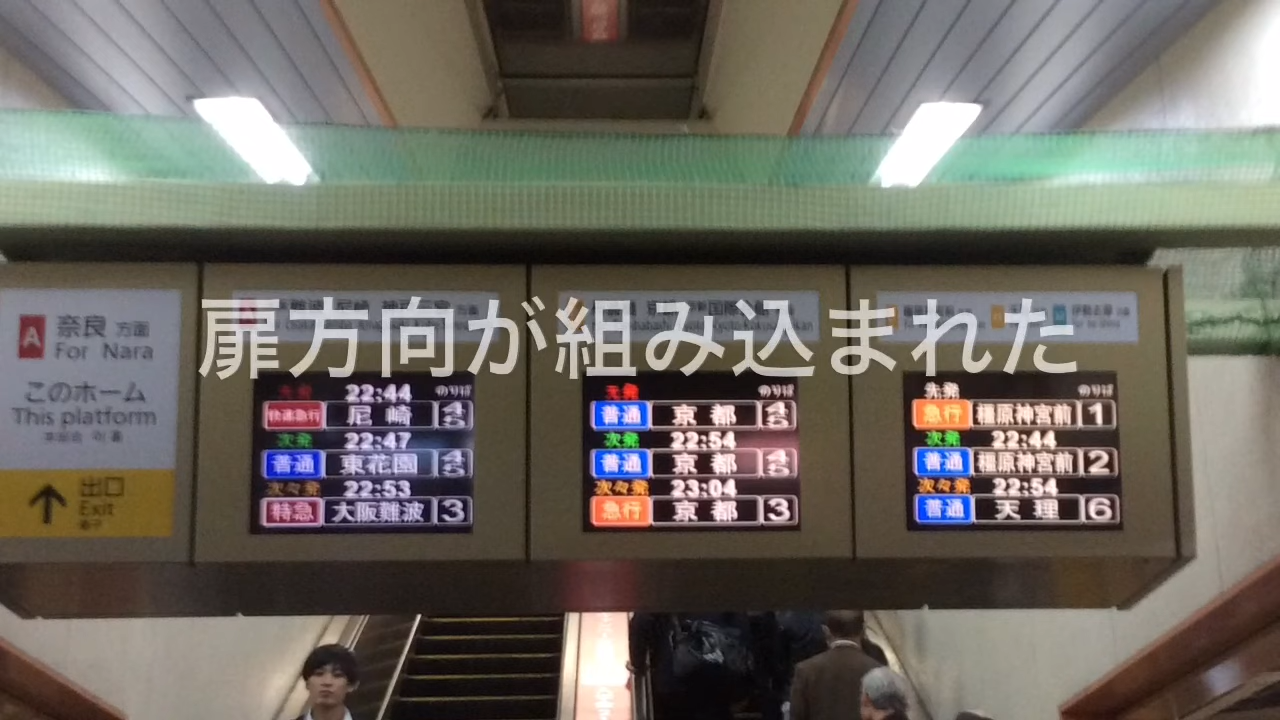 扉方向が組み込まれた
A 奈良 方面
For Nara
このホーム
This platform
出口
Exit
22:44 のりば
快速急行 尼崎
次発 22:47
普通 東花園
次々発 22:53
特急 大阪難波 3
先発 のりば
普通 京都
次発 22:54
普通 京都
次々発 23:04
急行 京都 3
先発 のりば
急行 橿原神宮前 1
次発 22:44
普通 橿原神宮前 2
次々発 22:54
普通 天理 6